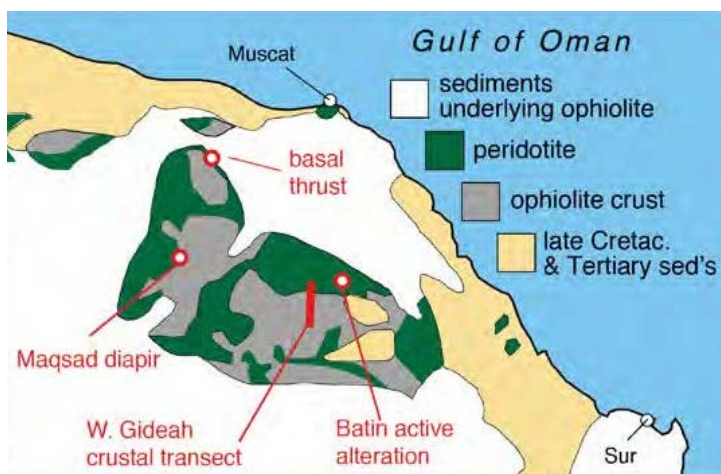 Gulf of Oman
Muscat
sediments
underlying ophiolite
peridotite
basal
thrust
ophiolite crust
late Cretac.
& Tertiary sed's
Maqsad diapir
W. Gideah
crustal transect
Batin active
alteration
Sur